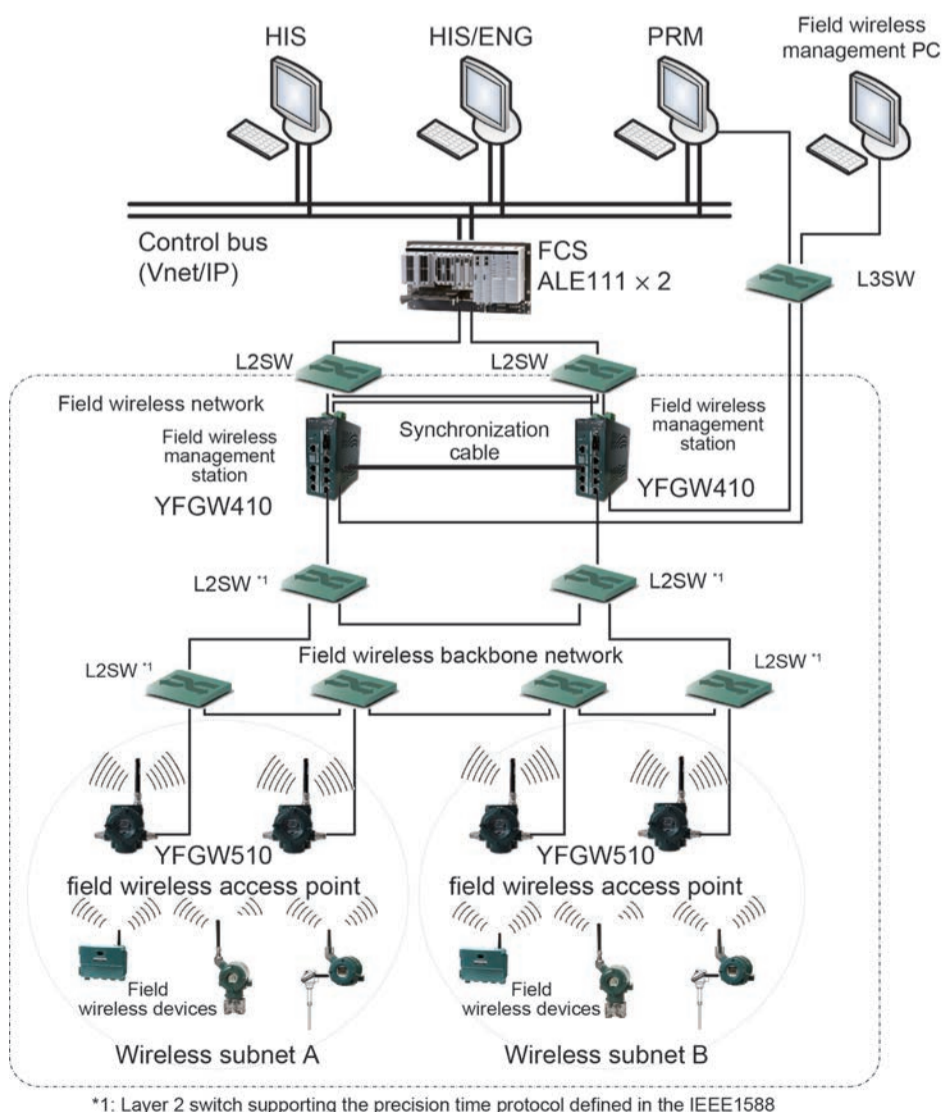 HIS
HIS/ENG
PRM
Field wireless
management PC
Control bus
(Vnet/IP)
FCS
ALE111 × 2
L3SW
L2SW
L2SW
Field wireless network
Field wireless
management
station
YFGW410
Synchronization
cable
Field wireless
management
station
YFGW410
L2SW *1
L2SW *1
L2SW *1
Field wireless backbone network
L2SW *1
YFGW510
field wireless access point
YFGW510
field wireless access point
Field
wireless devices
Field
wireless devices
Wireless subnet A
Wireless subnet B
*1: Layer 2 switch supporting the precision time protocol defined in the IEEE1588